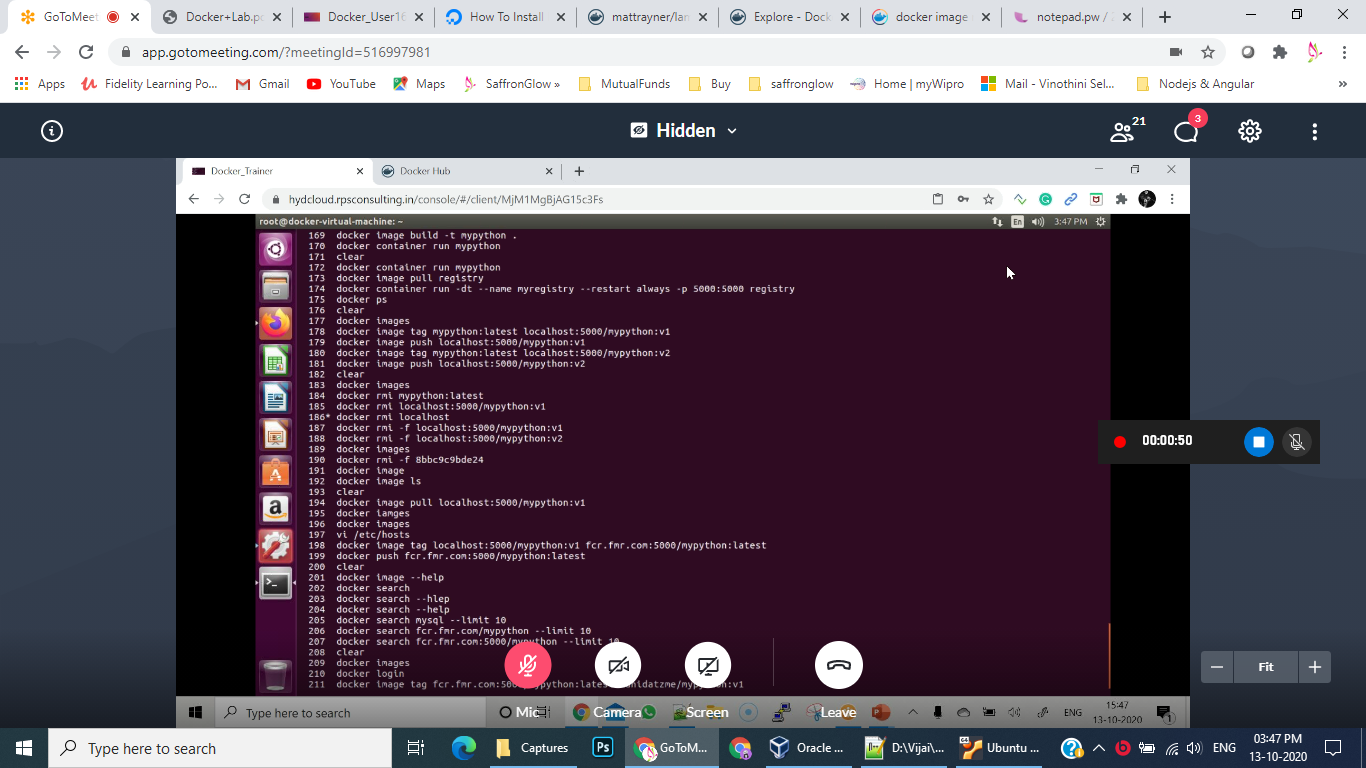 GoToMeet
Docker+Lab.pd
Docker_User16
How To Install
mattrayner/lam
Explore - Dock
docker image
notepad.pw /
app.gotomeeting.com/?meetingId=516997981
Apps
Fidelity Learning Po...
Gmail
YouTube
Maps
SaffronGlow »
MutualFunds
Buy
saffronglow
Home | myWipro
Mail - Vinothini Sel...
Nodejs & Angular
»
Hidden
21
3
Docker_Trainer
Docker Hub
hydcloud.rpsconsulting.in/console/#/client/MjM1MgBjAG15c3Fs
root@docker-virtual-machine: ~
En
3:47 PM
169 docker image build -t mypython .
170 docker container run mypython
171 clear
172 docker container run mypython
173 docker image pull registry
174 docker container run -dt --name myregistry --restart always -p 5000:5000 registry
175 docker ps
176 clear
177 docker images
178 docker image tag mypython:latest localhost:5000/mypython:v1
179 docker image push localhost:5000/mypython:v1
180 docker image tag mypython:latest localhost:5000/mypython:v2
181 docker image push localhost:5000/mypython:v2
182 clear
183 docker images
184 docker rmi mypython:latest
185 docker rmi localhost:5000/mypython:v1
186* docker rmi localhost
187 docker rmi -f localhost:5000/mypython:v1
188 docker rmi -f localhost:5000/mypython:v2
189 docker images
190 docker rmi -f 8bbc9c9bde24
191 docker image
192 docker image ls
193 clear
194 docker image pull localhost:5000/mypython:v1
195 docker iamges
196 docker images
197 vi /etc/hosts
198 docker image tag localhost:5000/mypython:v1 fcr.fmr.com:5000/mypython:latest
199 docker push fcr.fmr.com:5000/mypython:latest
200 clear
201 docker image --help
202 docker search
203 docker search --hlep
204 docker search --help
205 docker search mysql --limit 10
206 docker search fcr.fmr.com/mypython --limit 10
207 docker search fcr.fmr.com:5000/mypython --limit 10
208 clear
209 docker images
210 docker login
211 docker image tag
00:00:50
Fit
Type here to search
Mic
Camera
Screen
Leave
ENG
15:47
13-10-2020
1
Type here to search
Captures
Ps
GoToM...
Oracle ...
D:\Vijai\...
64
Ubuntu ...
ENG
03:47 PM
13-10-2020